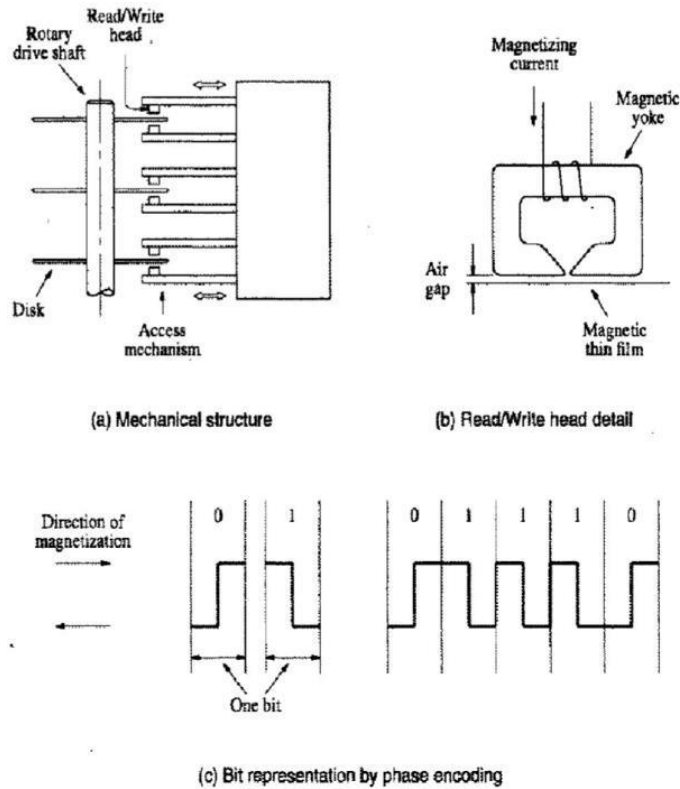 Read/Write
head
Rotary
drive shaft
Disk
Access
mechanism
(a) Mechanical structure
Magnetizing
current
Magnetic
yoke
Air
gap
Magnetic
thin film
(b) Read/Write head detail
Direction of
magnetization
0 1
One bit
0 1 1 1 0
(c) Bit representation by phase encoding